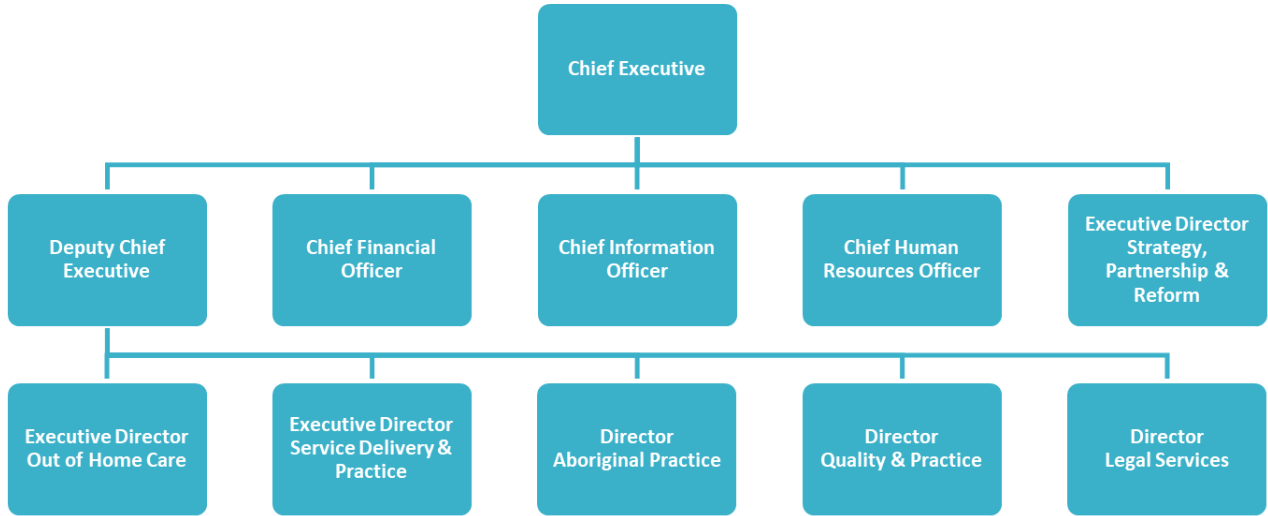 Chief Executive
Deputy Chief
Executive
Chief Financial
Officer
Chief Information
Officer
Chief Human
Resources Officer
Executive Director
Strategy,
Partnership &
Reform
Executive Director
Out of Home Care
Executive Director
Service Delivery &
Practice
Director
Aboriginal Practice
Director
Quality & Practice
Director
Legal Services